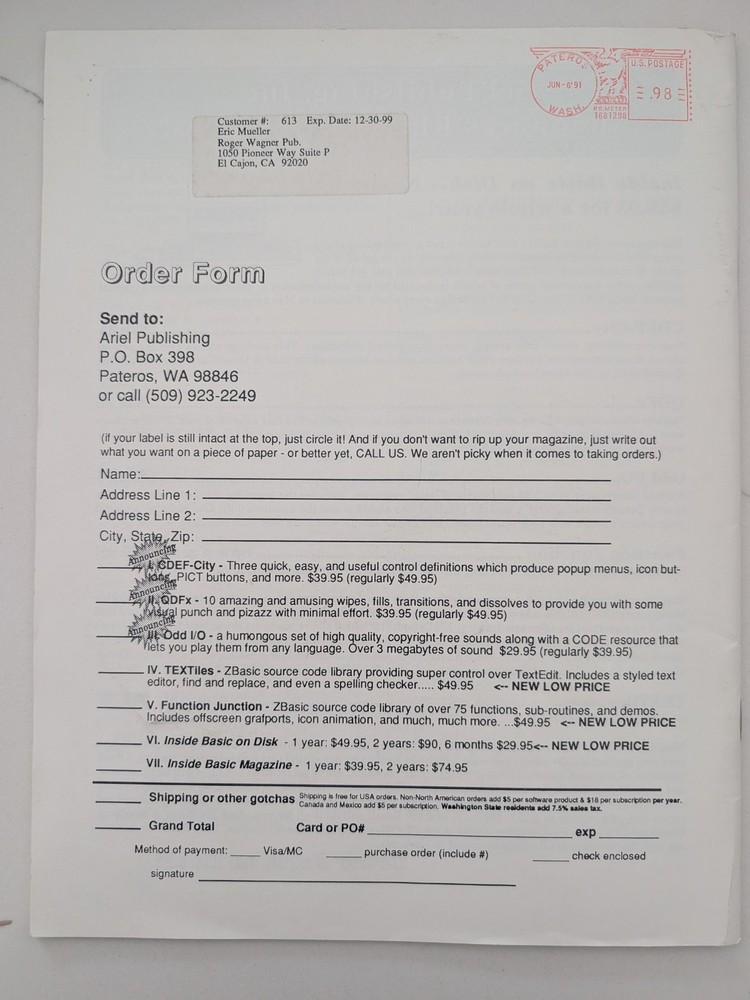 PATEROS
WASH.
JUN-6'91
U.S. POSTAGE
.98
P.B. METER
Customer #: 613 Exp. Date: 12-30-99
Eric Mueller
Roger Wagner Pub.
1050 Pioneer Way Suite P
El Cajon, CA 92020
Order Form
Send to:
Ariel Publishing
P.O. Box 398
Pateros, WA 98846
or call (509) 923-2249
(if your label is still intact at the top, just circle it! And if you don't want to rip up your magazine, just write out
what you want on a piece of paper - or better yet, CALL US. We aren't picky when it comes to taking orders.)
Name:
Address Line 1:
Address Line 2:
City, State, Zip:
Announcing
I. CDEF-City - Three quick, easy, and useful control definitions which produce popup menus, icon but-
tons, PICT buttons, and more. $39.95 (regularly $49.95)
Announcing
II. QDFx - 10 amazing and amusing wipes, fills, transitions, and dissolves to provide you with some
visual punch and pizazz with minimal effort. $39.95 (regularly $49.95)
Announcing
III. Odd I/O - a humongous set of high quality, copyright-free sounds along with a CODE resource that
lets you play them from any language. Over 3 megabytes of sound $29.95 (regularly $39.95)
IV. TEXTiles - ZBasic source code library providing super control over TextEdit. Includes a styled text
editor, find and replace, and even a spelling checker..... $49.95 <-- NEW LOW PRICE
V. Function Junction - ZBasic source code library of over 75 functions, sub-routines, and demos.
Includes offscreen grafports, icon animation, and much, much more. ...$49.95 <-- NEW LOW PRICE
VI. Inside Basic on Disk - 1 year: $49.95, 2 years: $90, 6 months $29.95<-- NEW LOW PRICE
VII. Inside Basic Magazine - 1 year: $39.95, 2 years: $74.95
Shipping or other gotchas Shipping is free for USA orders. Non-North American orders add $5 per software product & $18 per subscription per year.
Canada and Mexico add $5 per subscription. Washington State residents add 7.5% sales tax.
Grand Total Card or PO# exp
Method of payment: Visa/MC purchase order (include #) check enclosed
signature